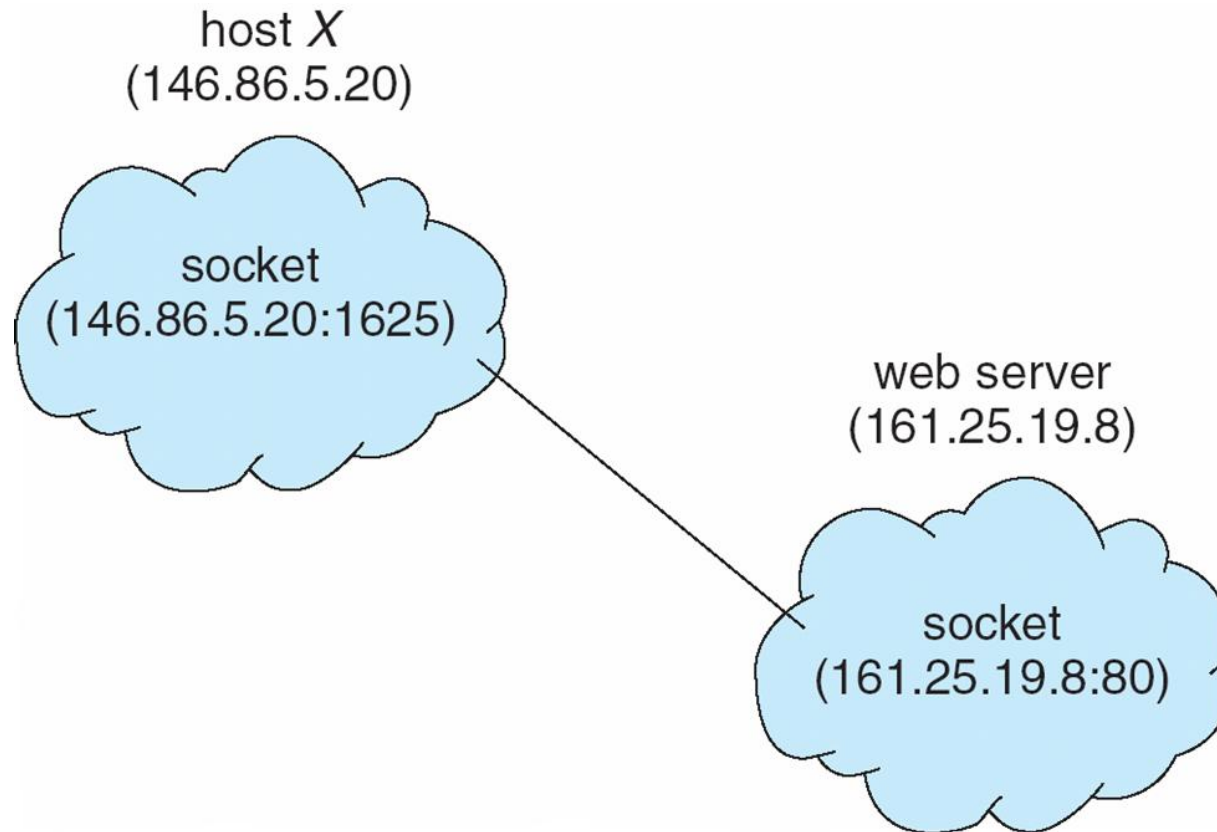 host X
(146.86.5.20)
socket
(146.86.5.20:1625)
web server
(161.25.19.8)
socket
(161.25.19.8:80)